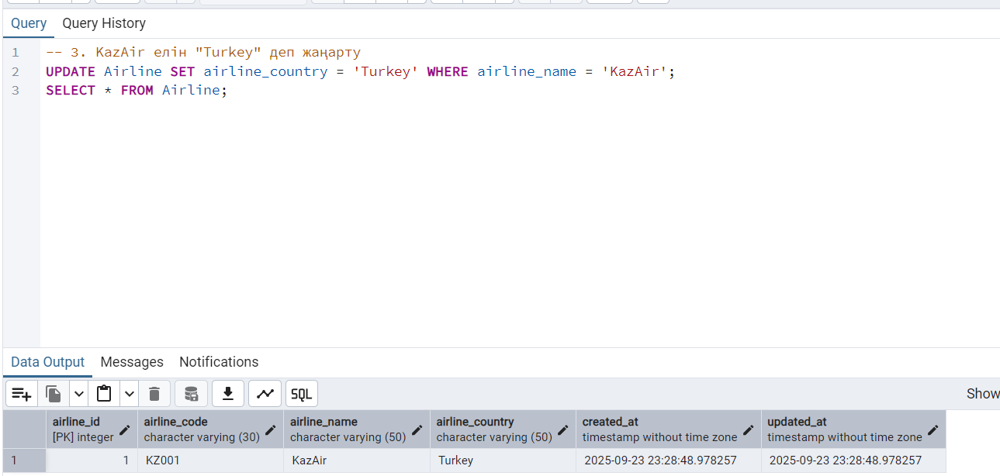 Query Query History
1 -- 3. KazAir елін "Turkey" деп жаңарту
2 UPDATE Airline SET airline_country = 'Turkey' WHERE airline_name = 'KazAir';
3 SELECT * FROM Airline;
Data Output Messages Notifications
SQL Show
airline_id airline_code airline_name airline_country created_at updated_at
[PK] integer character varying (30) character varying (50) character varying (50) timestamp without time zone timestamp without time zone
1 1 KZ001 KazAir Turkey 2025-09-23 23:28:48.978257 2025-09-23 23:28:48.978257